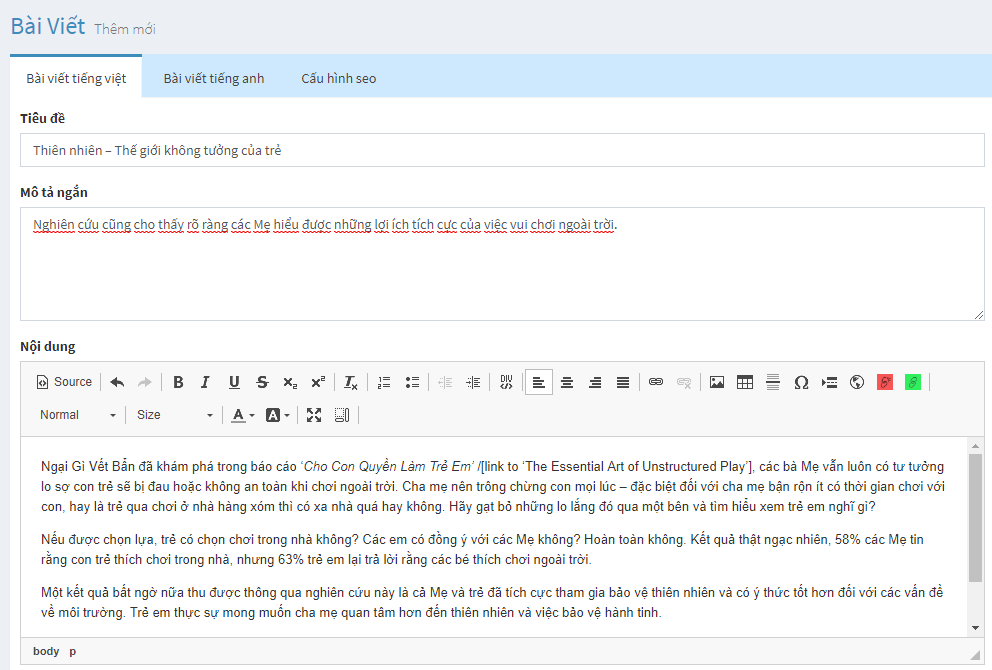 Bài Viết Thêm mới
Bài viết tiếng việt Bài viết tiếng anh Cấu hình seo
Tiêu đề
Thiên nhiên – Thế giới không tưởng của trẻ
Mô tả ngắn
Nghiên cứu cũng cho thấy rõ ràng các Mẹ hiểu được những lợi ích tích cực của việc vui chơi ngoài trời.
Nội dung
Source B I U S x₂ x² Tx DIV Ω
Normal Size A A
Ngại Gì Vết Bẩn đã khám phá trong báo cáo ‘Cho Con Quyền Làm Trẻ Em’ /[link to ‘The Essential Art of Unstructured Play’], các bà Mẹ vẫn luôn có tư tưởng
lo sợ con trẻ sẽ bị đau hoặc không an toàn khi chơi ngoài trời. Cha mẹ nên trông chừng con mọi lúc – đặc biệt đối với cha mẹ bận rộn ít có thời gian chơi với
con, hay là trẻ qua chơi ở nhà hàng xóm thì có xa nhà quá hay không. Hãy gạt bỏ những lo lắng đó qua một bên và tìm hiểu xem trẻ em nghĩ gì?
Nếu được chọn lựa, trẻ có chọn chơi trong nhà không? Các em có đồng ý với các Mẹ không? Hoàn toàn không. Kết quả thật ngạc nhiên, 58% các Mẹ tin
rằng con trẻ thích chơi trong nhà, nhưng 63% trẻ em lại trả lời rằng các bé thích chơi ngoài trời.
Một kết quả bất ngờ nữa thu được thông qua nghiên cứu này là cả Mẹ và trẻ đã tích cực tham gia bảo vệ thiên nhiên và có ý thức tốt hơn đối với các vấn đề
về môi trường. Trẻ em thực sự mong muốn cha mẹ quan tâm hơn đến thiên nhiên và việc bảo vệ hành tinh.
body p